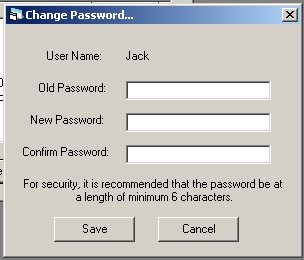 Change Password...
User Name: Jack
Old Password:
New Password:
Confirm Password:
For security, it is recommended that the password be at
a length of minimum 6 characters.
Save Cancel